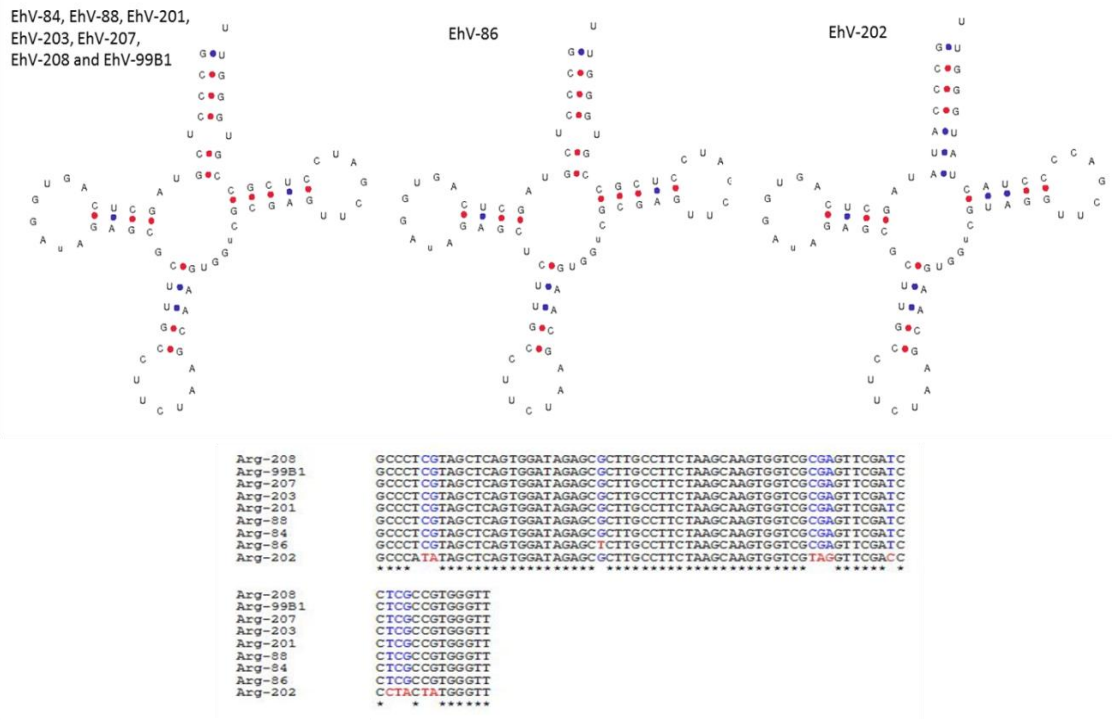 EhV-84, EhV-88, EhV-201,
EhV-203, EhV-207,
EhV-208 and EhV-99B1
EhV-86
EhV-202
Arg-208 GCCCTCGTAGCTCAGTGGATAGAGCGCTTGCCTTCTAAGCAAGTGGTCGCGAGTTCGATC
Arg-99B1 GCCCTCGTAGCTCAGTGGATAGAGCGCTTGCCTTCTAAGCAAGTGGTCGCGAGTTCGATC
Arg-207 GCCCTCGTAGCTCAGTGGATAGAGCGCTTGCCTTCTAAGCAAGTGGTCGCGAGTTCGATC
Arg-203 GCCCTCGTAGCTCAGTGGATAGAGCGCTTGCCTTCTAAGCAAGTGGTCGCGAGTTCGATC
Arg-201 GCCCTCGTAGCTCAGTGGATAGAGCGCTTGCCTTCTAAGCAAGTGGTCGCGAGTTCGATC
Arg-88 GCCCTCGTAGCTCAGTGGATAGAGCGCTTGCCTTCTAAGCAAGTGGTCGCGAGTTCGATC
Arg-84 GCCCTCGTAGCTCAGTGGATAGAGCGCTTGCCTTCTAAGCAAGTGGTCGCGAGTTCGATC
Arg-86 GCCCTCGTAGCTCAGTGGATAGAGCTCTTGCCTTCTAAGCAAGTGGTCGCGAGTTCGATC
Arg-202 GCCCATATAGCTCAGTGGATAGAGCGCTTGCCTTCTAAGCAAGTGGTCGTAGGTTCGACC
****   ****************** ***********************   ****** *
Arg-208 CTCGCCGTGGGTT
Arg-99B1 CTCGCCGTGGGTT
Arg-207 CTCGCCGTGGGTT
Arg-203 CTCGCCGTGGGTT
Arg-201 CTCGCCGTGGGTT
Arg-88 CTCGCCGTGGGTT
Arg-84 CTCGCCGTGGGTT
Arg-86 CTCGCCGTGGGTT
Arg-202 CCTACTATGGGTT
*   *  ******